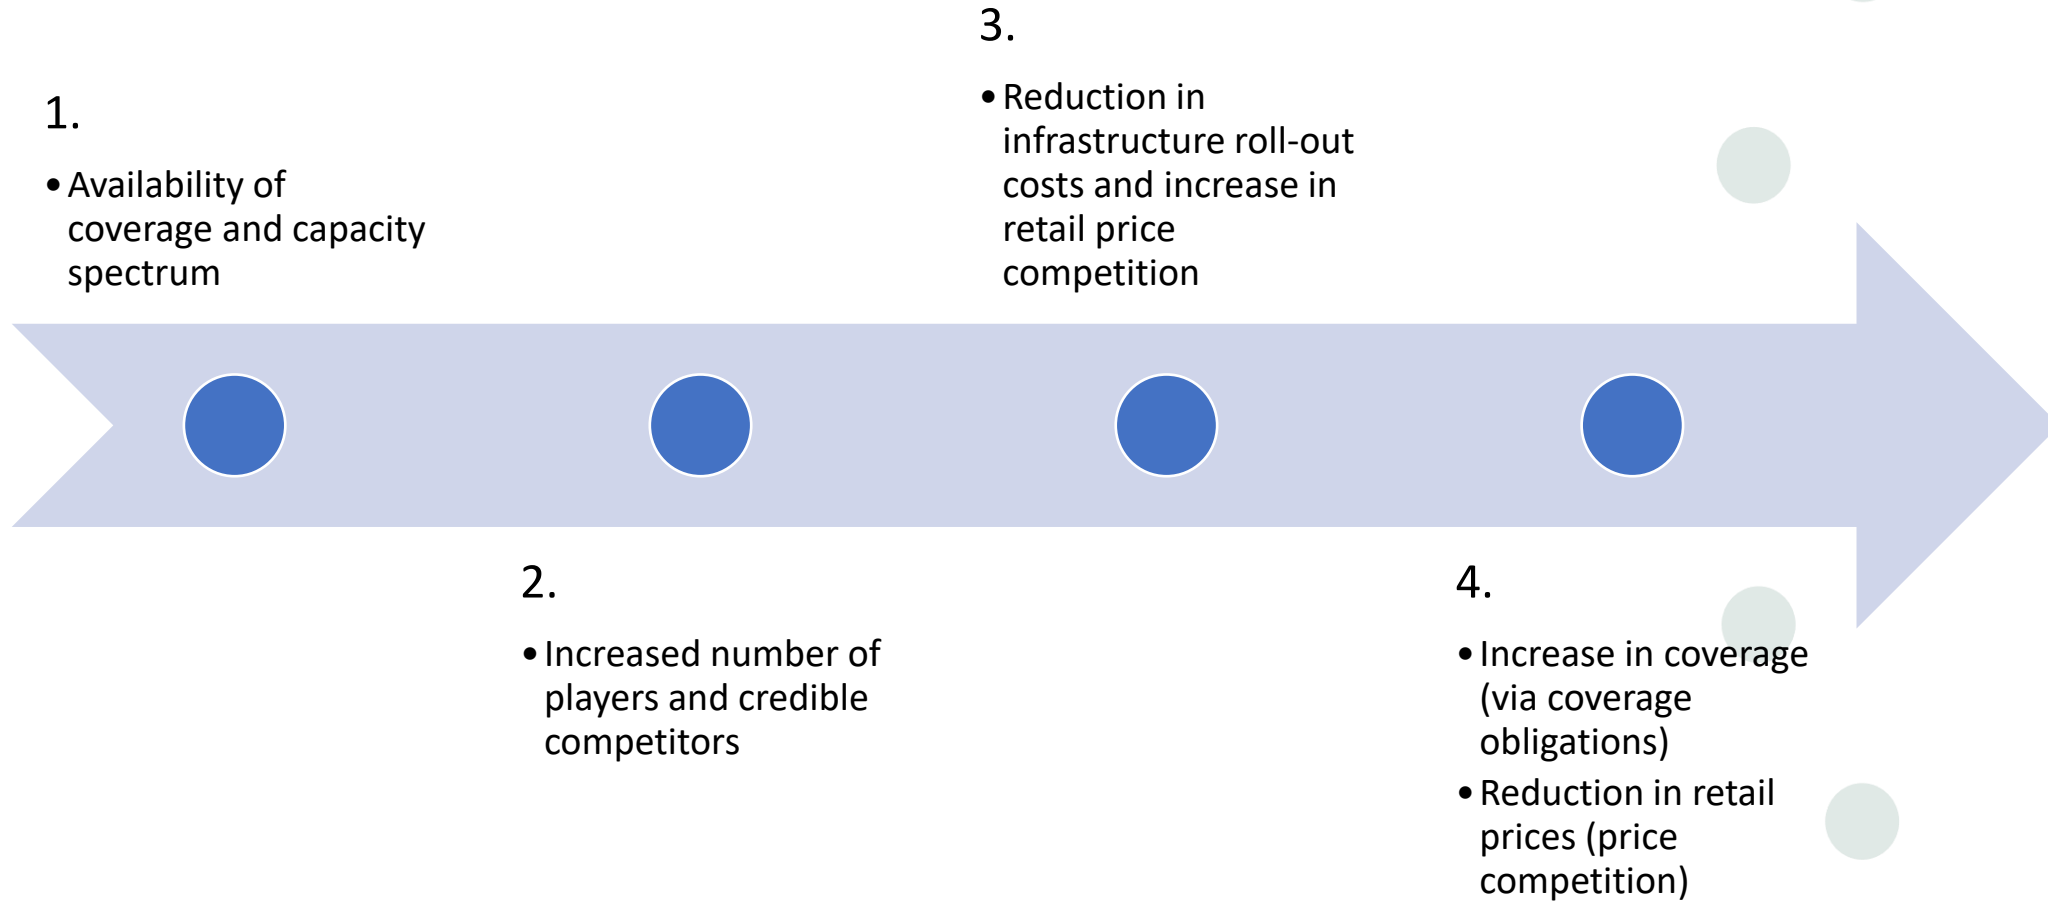 1.
• Availability of
coverage and capacity
spectrum
2.
• Increased number of
players and credible
competitors
3.
• Reduction in
infrastructure roll-out
costs and increase in
retail price
competition
4.
• Increase in coverage
(via coverage
obligations)
• Reduction in retail
prices (price
competition)